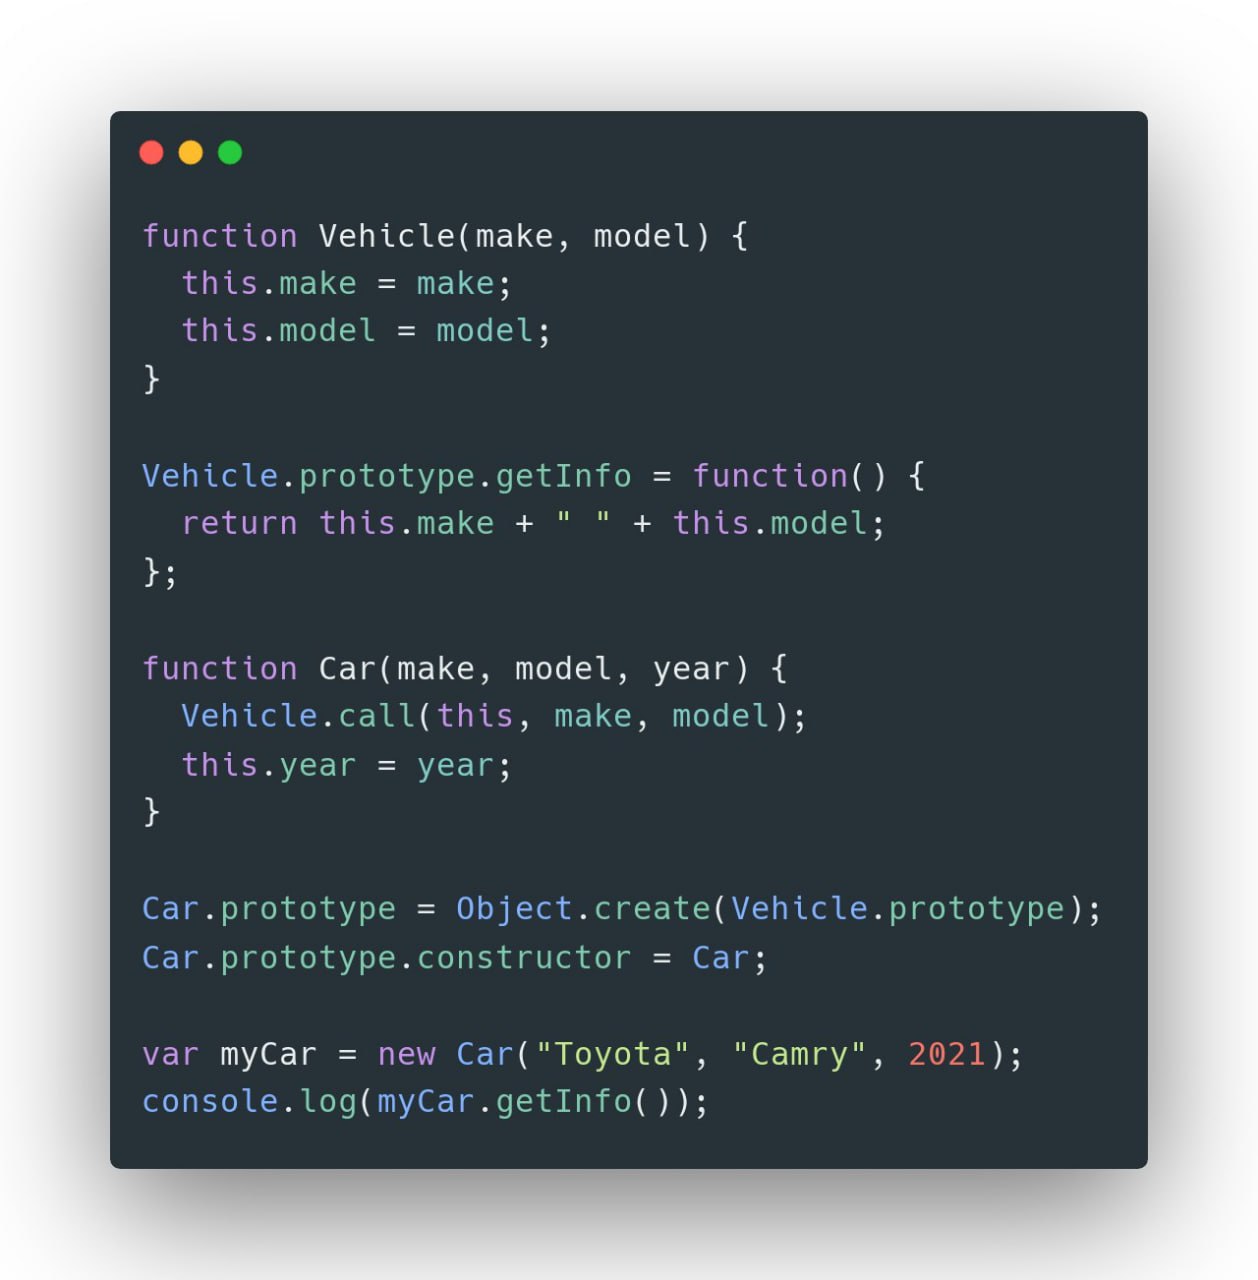 function Vehicle(make, model) {
  this.make = make;
  this.model = model;
}

Vehicle.prototype.getInfo = function() {
  return this.make + " " + this.model;
};

function Car(make, model, year) {
  Vehicle.call(this, make, model);
  this.year = year;
}

Car.prototype = Object.create(Vehicle.prototype);
Car.prototype.constructor = Car;

var myCar = new Car("Toyota", "Camry", 2021);
console.log(myCar.getInfo());